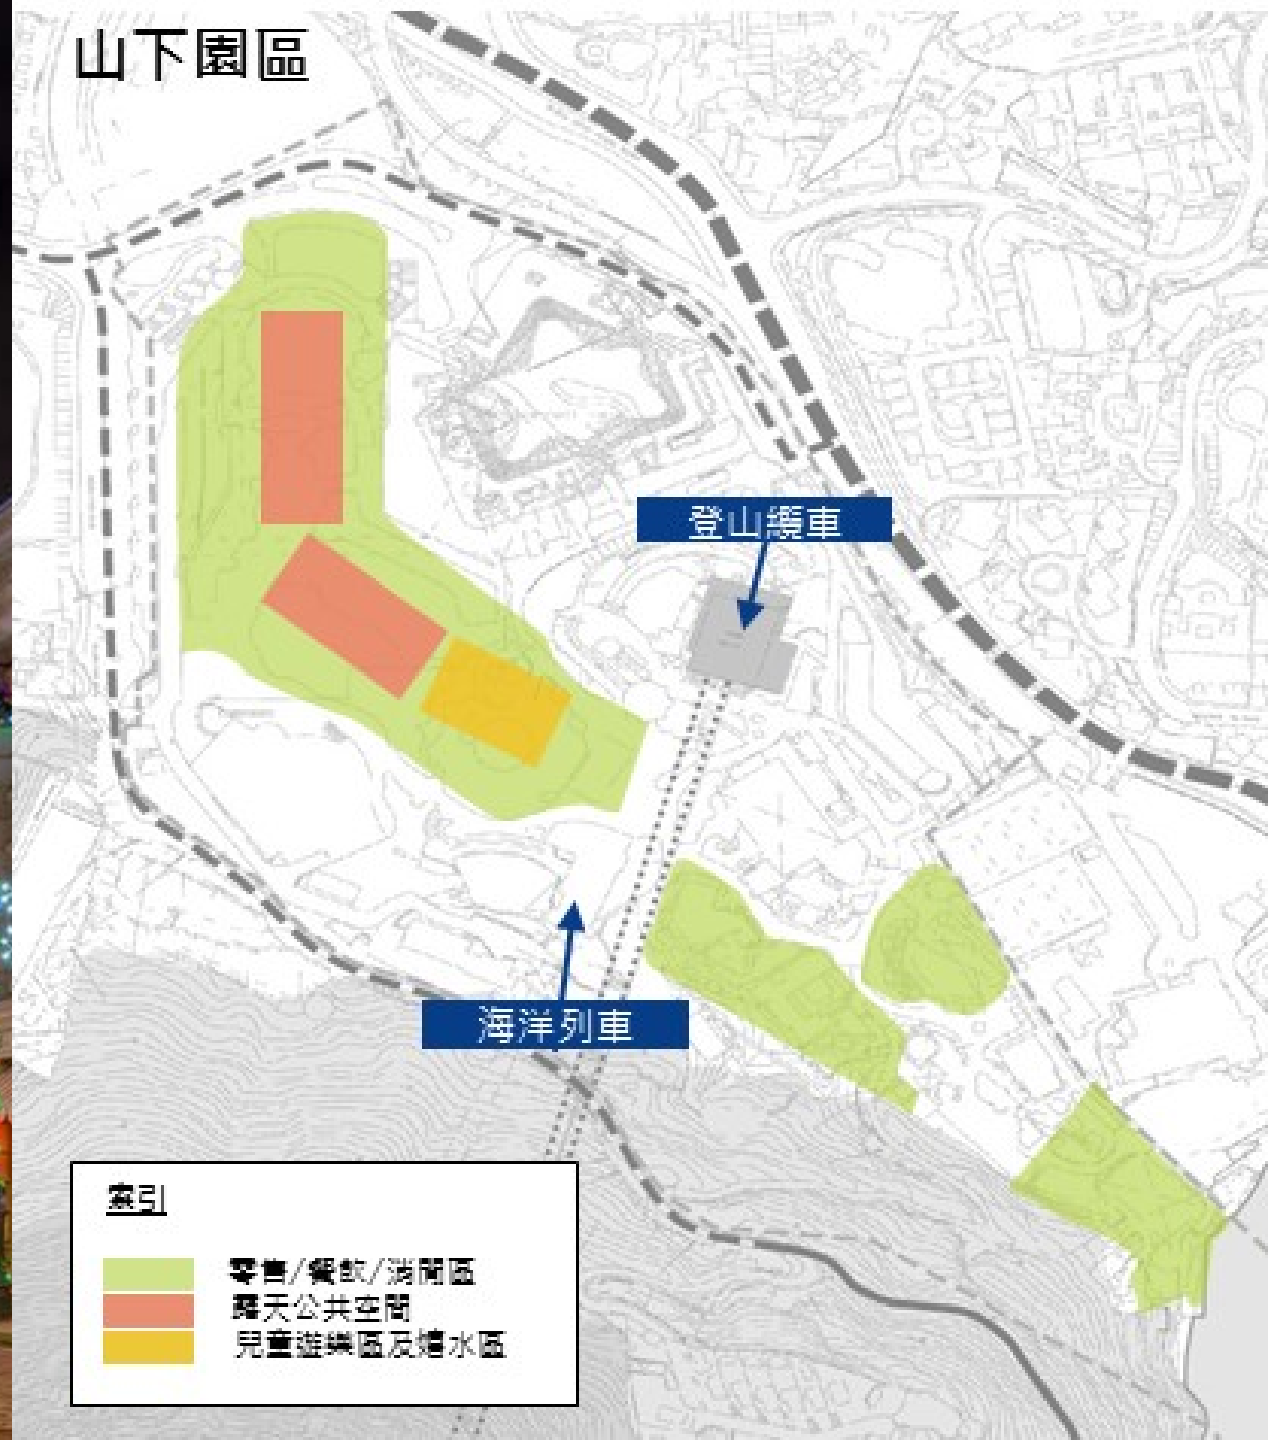 山下園區
登山纜車
海洋列車
索引
零售/餐飲/消閒區
露天公共空間
兒童遊樂區及嬉水區